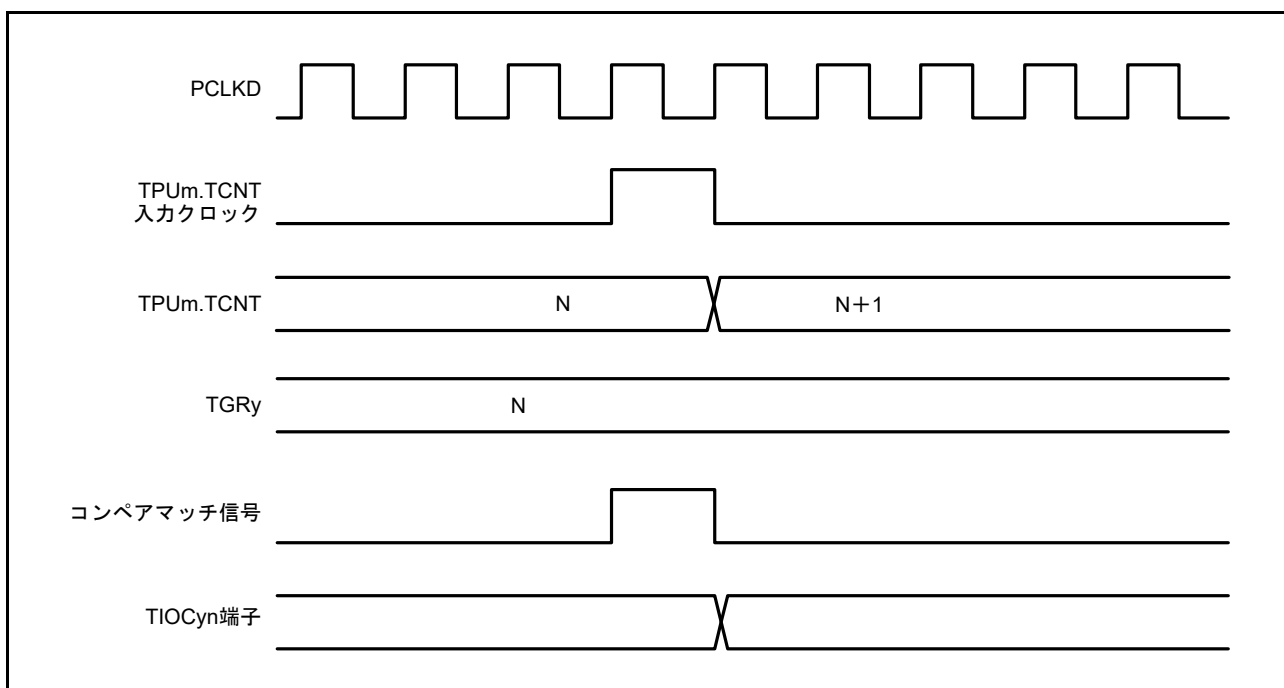 PCLKD
TPUm.TCNT
入力クロック
TPUm.TCNT
N
N+1
TGRy
N
コンペアマッチ信号
TIOCyn端子